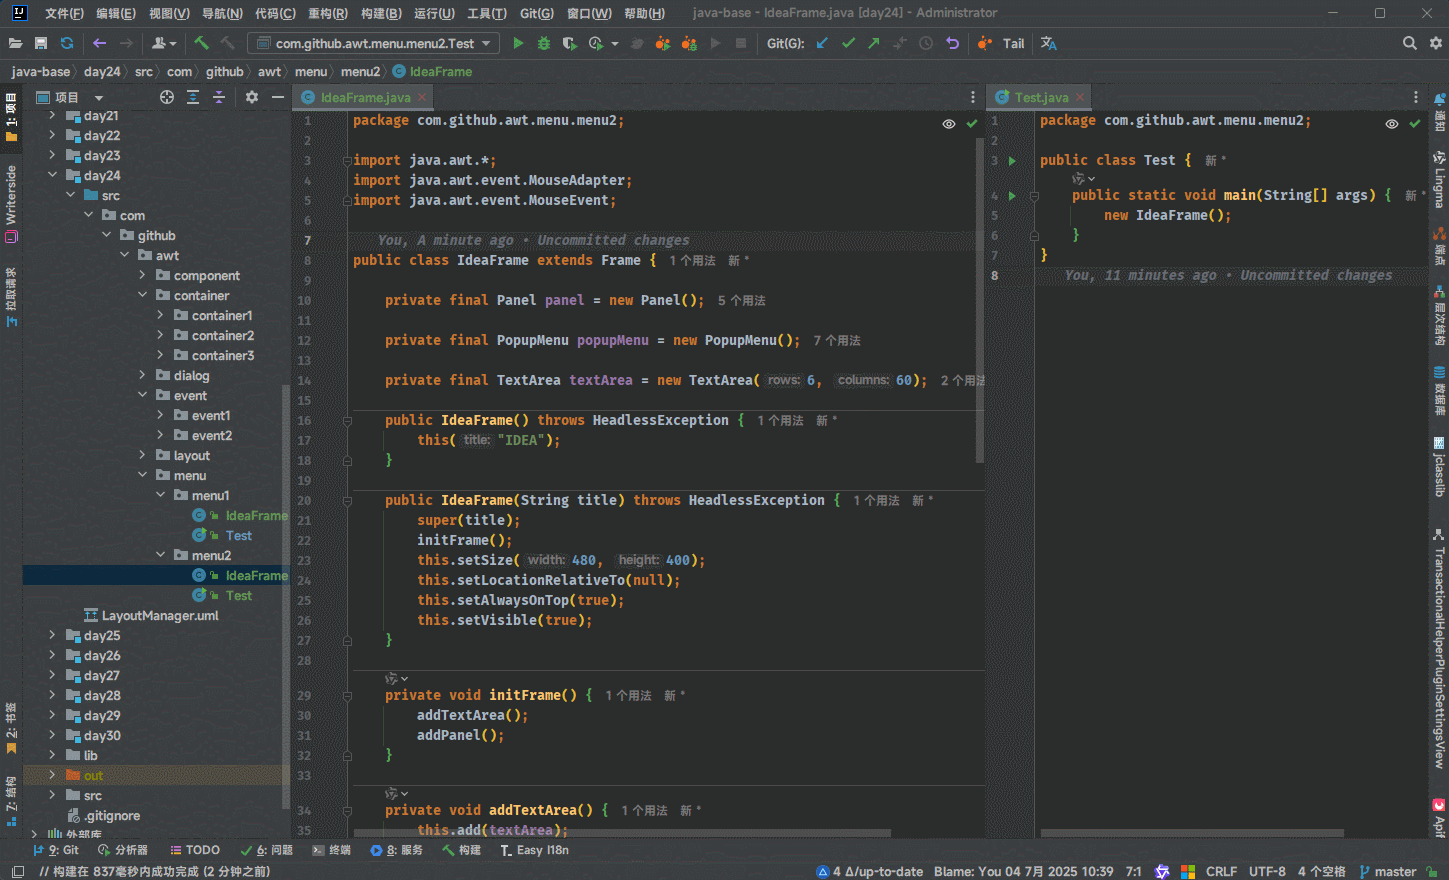 文件(F) 编辑(E) 视图(V) 导航(N) 代码(C) 重构(R) 构建(B) 运行(U) 工具(T) Git(G) 窗口(W) 帮助(H) java-base - IdeaFrame.java [day24] - Administrator
com.github.awt.menu.menu2.Test Git(G): Tail
java-base day24 src com github awt menu menu2 IdeaFrame
1: 项目
Writerside
拉取请求
2: 书签
7: 结构
项目
day21
day22
day23
day24
src
com
github
awt
component
container
container1
container2
container3
dialog
event
event1
event2
layout
menu
menu1
IdeaFrame
Test
menu2
IdeaFrame
Test
LayoutManager.uml
day25
day26
day27
day28
day29
day30
lib
out
src
.gitignore
外部库
IdeaFrame.java
1 package com.github.awt.menu.menu2;
2
3 import java.awt.*;
4 import java.awt.event.MouseAdapter;
5 import java.awt.event.MouseEvent;
6
7 You, A minute ago • Uncommitted changes
8 public class IdeaFrame extends Frame { 1 个用法 新 *
9
10 private final Panel panel = new Panel(); 5 个用法
11
12 private final PopupMenu popupMenu = new PopupMenu(); 7 个用法
13
14 private final TextArea textArea = new TextArea( rows: 6, columns: 60); 2 个用法
15
16 public IdeaFrame() throws HeadlessException { 1 个用法 新 *
17 this( title: "IDEA");
18 }
19
20 public IdeaFrame(String title) throws HeadlessException { 1 个用法 新 *
21 super(title);
22 initFrame();
23 this.setSize( width: 480, height: 400);
24 this.setLocationRelativeTo(null);
25 this.setAlwaysOnTop(true);
26 this.setVisible(true);
27 }
28
29 private void initFrame() { 1 个用法 新 *
30 addTextArea();
31 addPanel();
32 }
33
34 private void addTextArea() { 1 个用法 新 *
35 this.add(textArea);
Test.java
1 package com.github.awt.menu.menu2;
2
3 public class Test { 新 *
4 public static void main(String[] args) { 新 *
5 new IdeaFrame();
6 }
7 }
8 You, 11 minutes ago • Uncommitted changes
通知
Lingma
端点
层次结构
数据库
jclasslib
TransactionalHelperPluginSettingsView
Apif
9: Git 分析器 TODO 6: 问题 终端 8: 服务 构建 Easy I18n
// 构建在 837毫秒内成功完成 (2 分钟之前) 4 Δ/up-to-date Blame: You 04 7月 2025 10:39 7:1 CRLF UTF-8 4 个空格 master